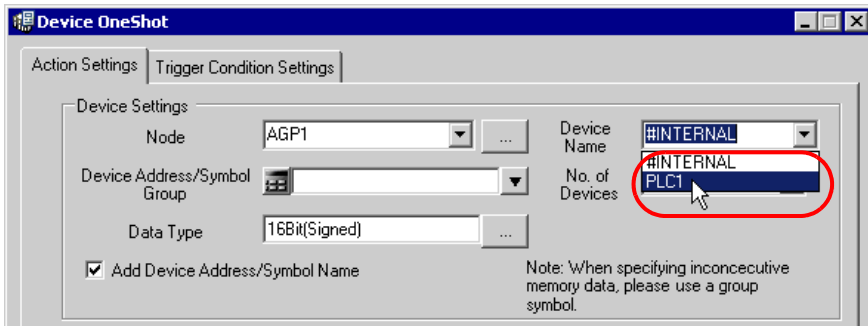 Device OneShot
Action Settings
Trigger Condition Settings
Device Settings
Node
AGP1
...
Device
Name
#INTERNAL
#INTERNAL
PLC1
Device Address/Symbol
Group
No. of
Devices
Data Type
16Bit(Signed)
...
Add Device Address/Symbol Name
Note: When specifying inconcecutive
memory data, please use a group
symbol.